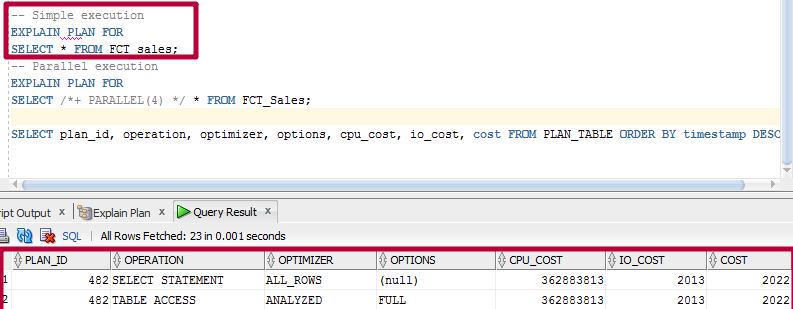 -- Simple execution
EXPLAIN PLAN FOR
SELECT * FROM FCT_sales;
-- Parallel execution
EXPLAIN PLAN FOR
SELECT /*+ PARALLEL(4) */ * FROM FCT_Sales;
SELECT plan_id, operation, optimizer, options, cpu_cost, io_cost, cost FROM PLAN_TABLE ORDER BY timestamp DESC
ript Output x Explain Plan x Query Result x
SQL | All Rows Fetched: 23 in 0.001 seconds
PLAN_ID OPERATION OPTIMIZER OPTIONS CPU_COST IO_COST COST
1 482 SELECT STATEMENT ALL_ROWS (null) 362883813 2013 2022
2 482 TABLE ACCESS ANALYZED FULL 362883813 2013 2022